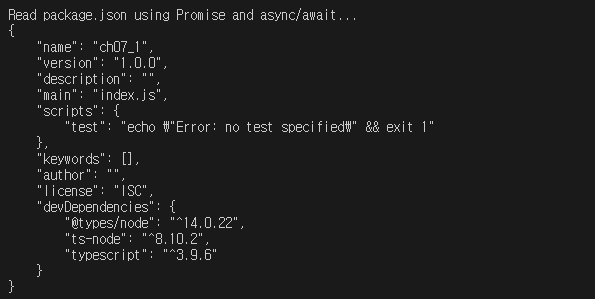 Read package.json using Promise and async/await...
{
    "name": "ch07_1",
    "version": "1.0.0",
    "description": "",
    "main": "index.js",
    "scripts": {
        "test": "echo ₩"Error: no test specified₩" && exit 1"
    },
    "keywords": [],
    "author": "",
    "license": "ISC",
    "devDependencies": {
        "@types/node": "^14.0.22",
        "ts-node": "^8.10.2",
        "typescript": "^3.9.6"
    }
}